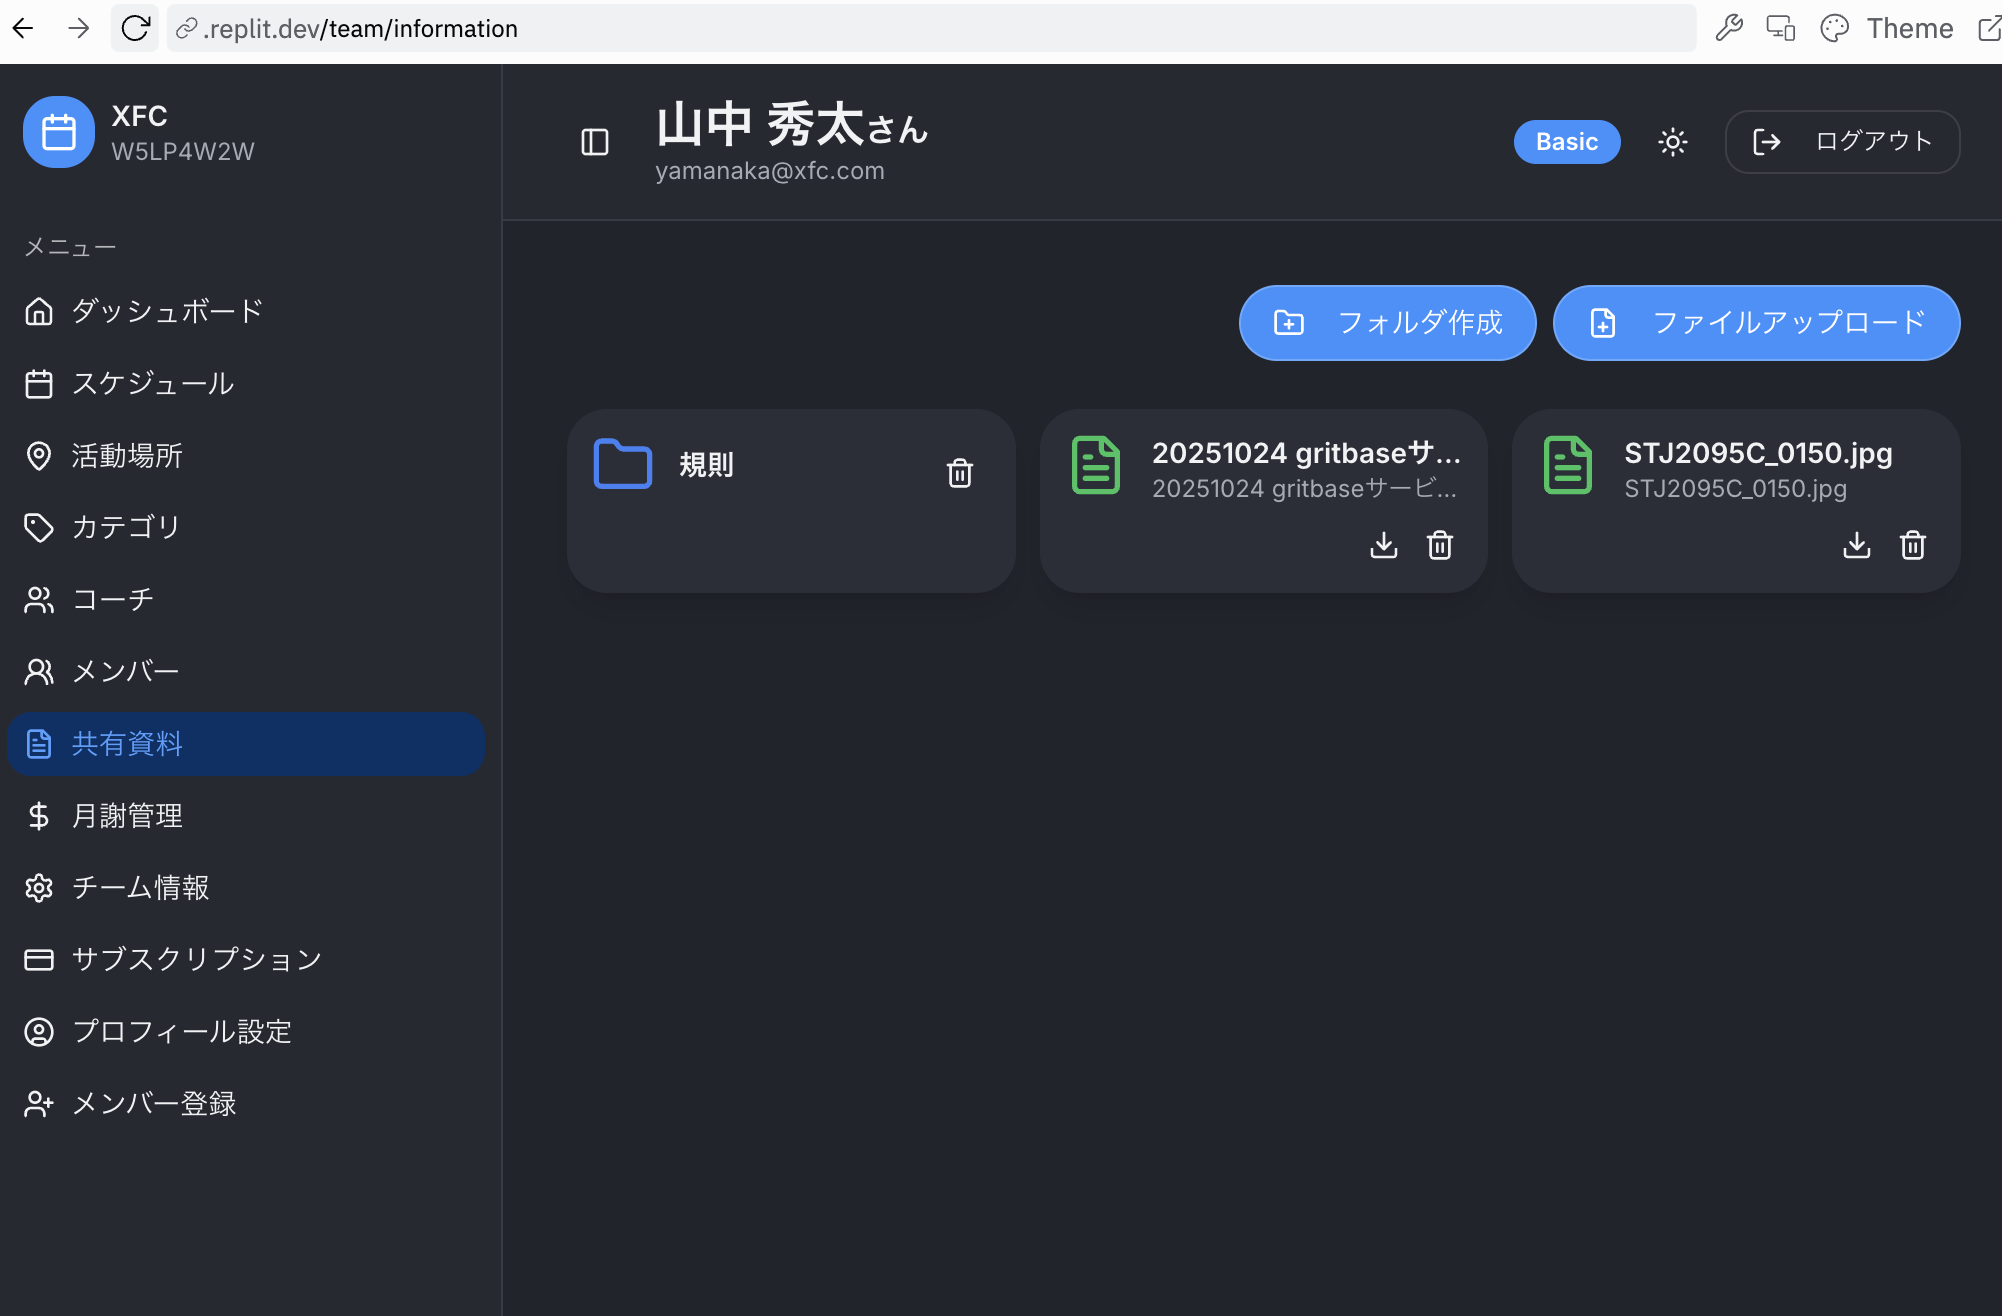 .replit.dev/team/information
Theme
XFC
W5LP4W2W
メニュー
ダッシュボード
スケジュール
活動場所
カテゴリ
コーチ
メンバー
共有資料
月謝管理
チーム情報
サブスクリプション
プロフィール設定
メンバー登録
山中 秀太さん
yamanaka@xfc.com
Basic
ログアウト
フォルダ作成
ファイルアップロード
規則
20251024 gritbaseサ...
20251024 gritbaseサービ...
STJ2095C_0150.jpg
STJ2095C_0150.jpg